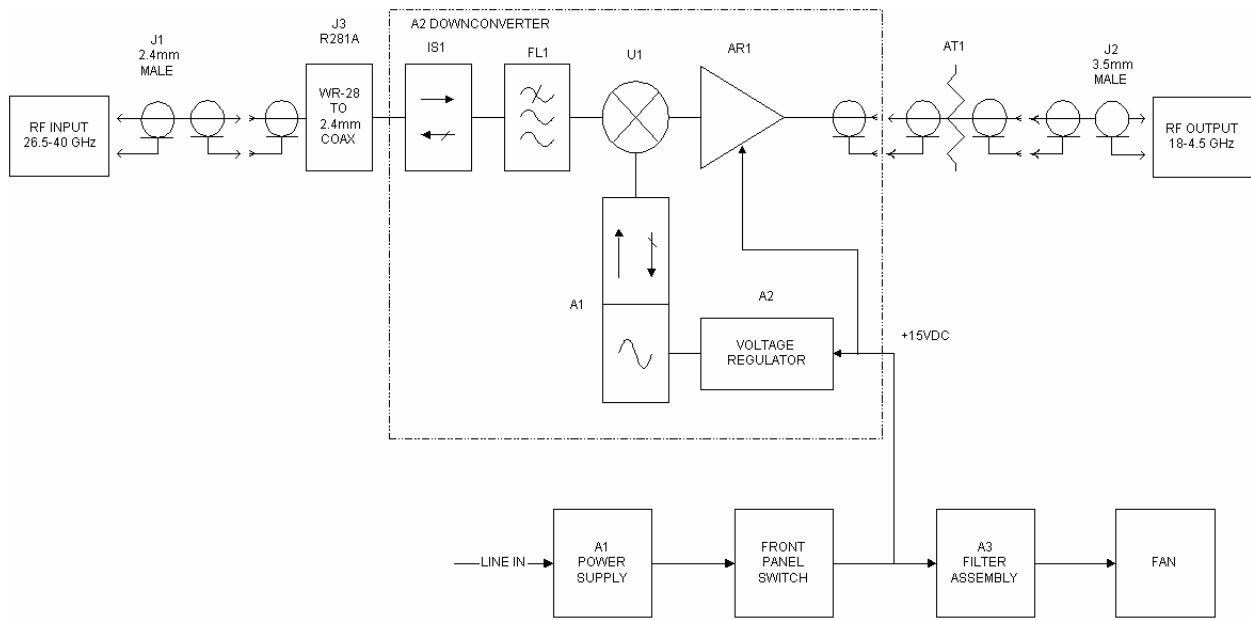 J1
2.4mm
MALE
J3
R281A
A2 DOWNCONVERTER
IS1
FL1
U1
AR1
AT1
J2
3.5mm
MALE
RF INPUT
26.5-40 GHz
WR-28
TO
2.4mm
COAX
RF OUTPUT
18-4.5 GHz
A1
A2
VOLTAGE
REGULATOR
+15VDC
LINE IN
A1
POWER
SUPPLY
FRONT
PANEL
SWITCH
A3
FILTER
ASSEMBLY
FAN